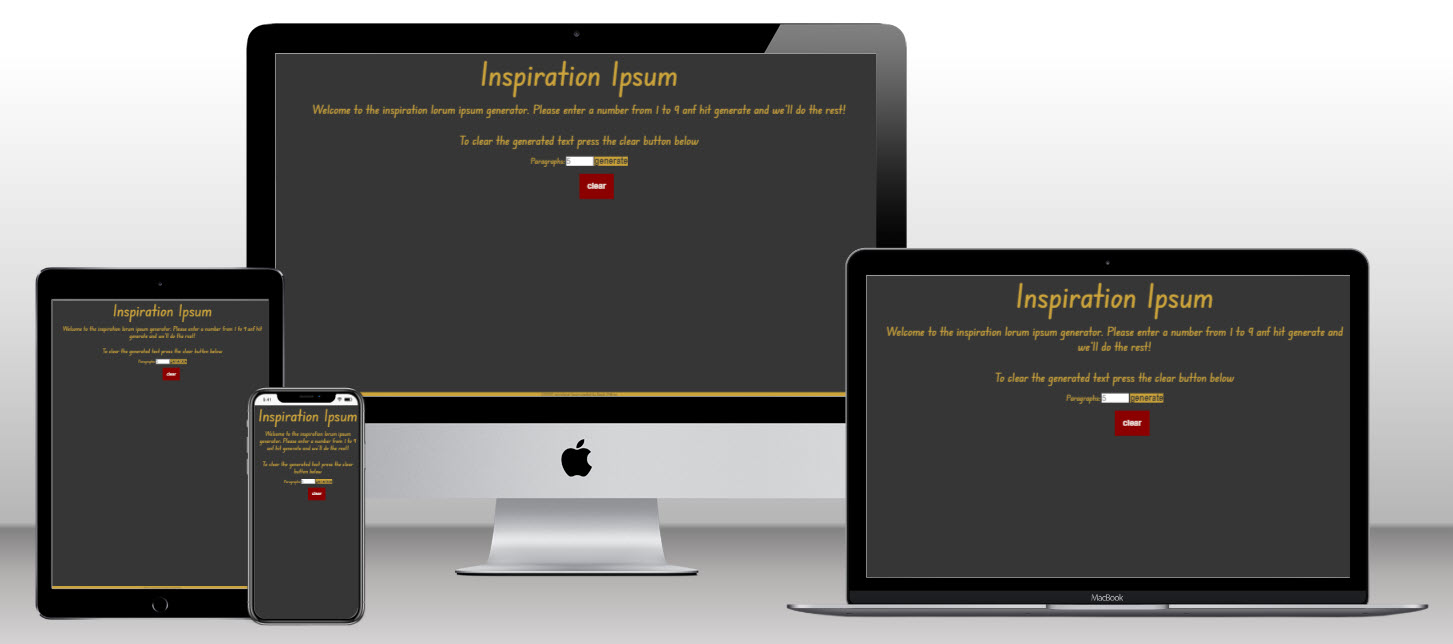 Inspiration Ipsum
Welcome to the inspiration lorum ipsum generator. Please enter a number from 1 to 9 anf hit generate and we'll do the rest!
To clear the generated text press the clear button below
Paragraphs: 5 generate
clear
Inspiration Ipsum
Welcome to the inspiration lorum ipsum generator. Please enter a number from 1 to 9 anf hit
generate and we'll do the rest!
To clear the generated text press the clear button below
Paragraphs: generate
clear
9:41
Inspiration Ipsum
Welcome to the inspiration lorum ipsum
generator. Please enter a number from 1 to 9
anf hit generate and we'll do the rest!
To clear the generated text press the clear
button below
Paragraphs: generate
clear
Inspiration Ipsum
Welcome to the inspiration lorum ipsum generator. Please enter a number from 1 to 9 anf hit generate and
we'll do the rest!
To clear the generated text press the clear button below
Paragraphs: 5 generate
clear
MacBook